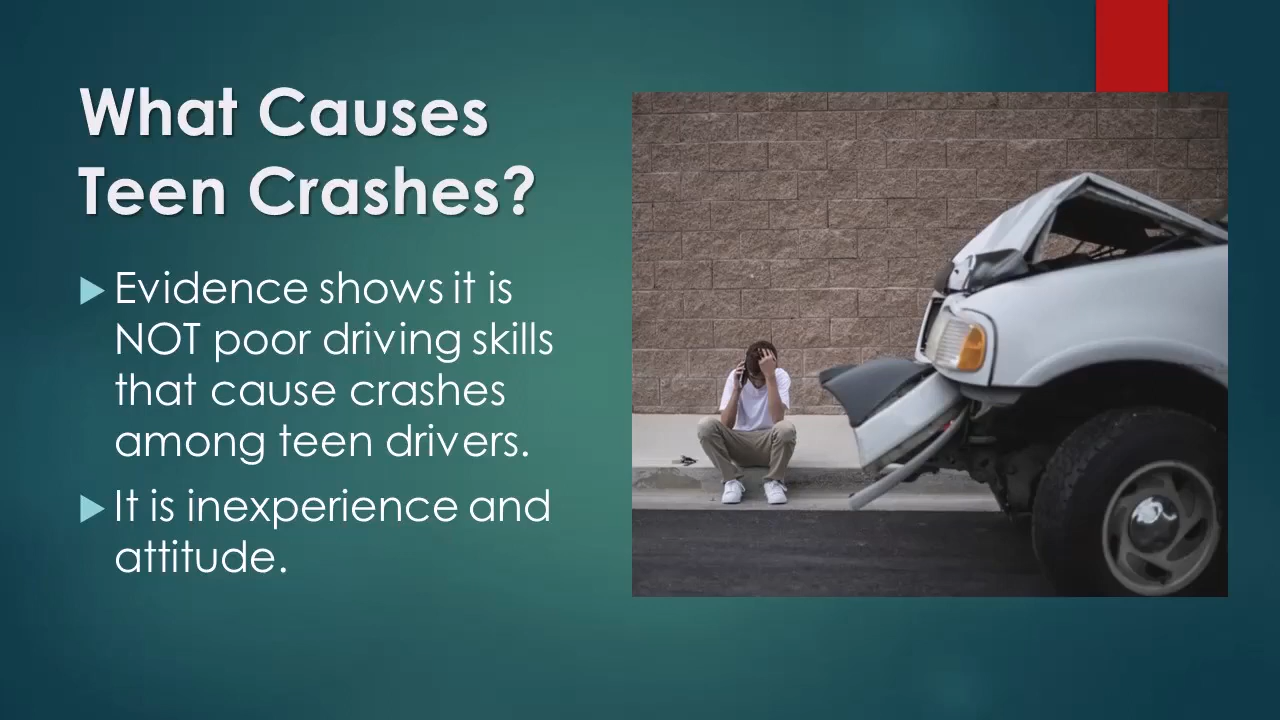 What Causes
Teen Crashes?
Evidence shows it is
NOT poor driving skills
that cause crashes
among teen drivers.
It is inexperience and
attitude.